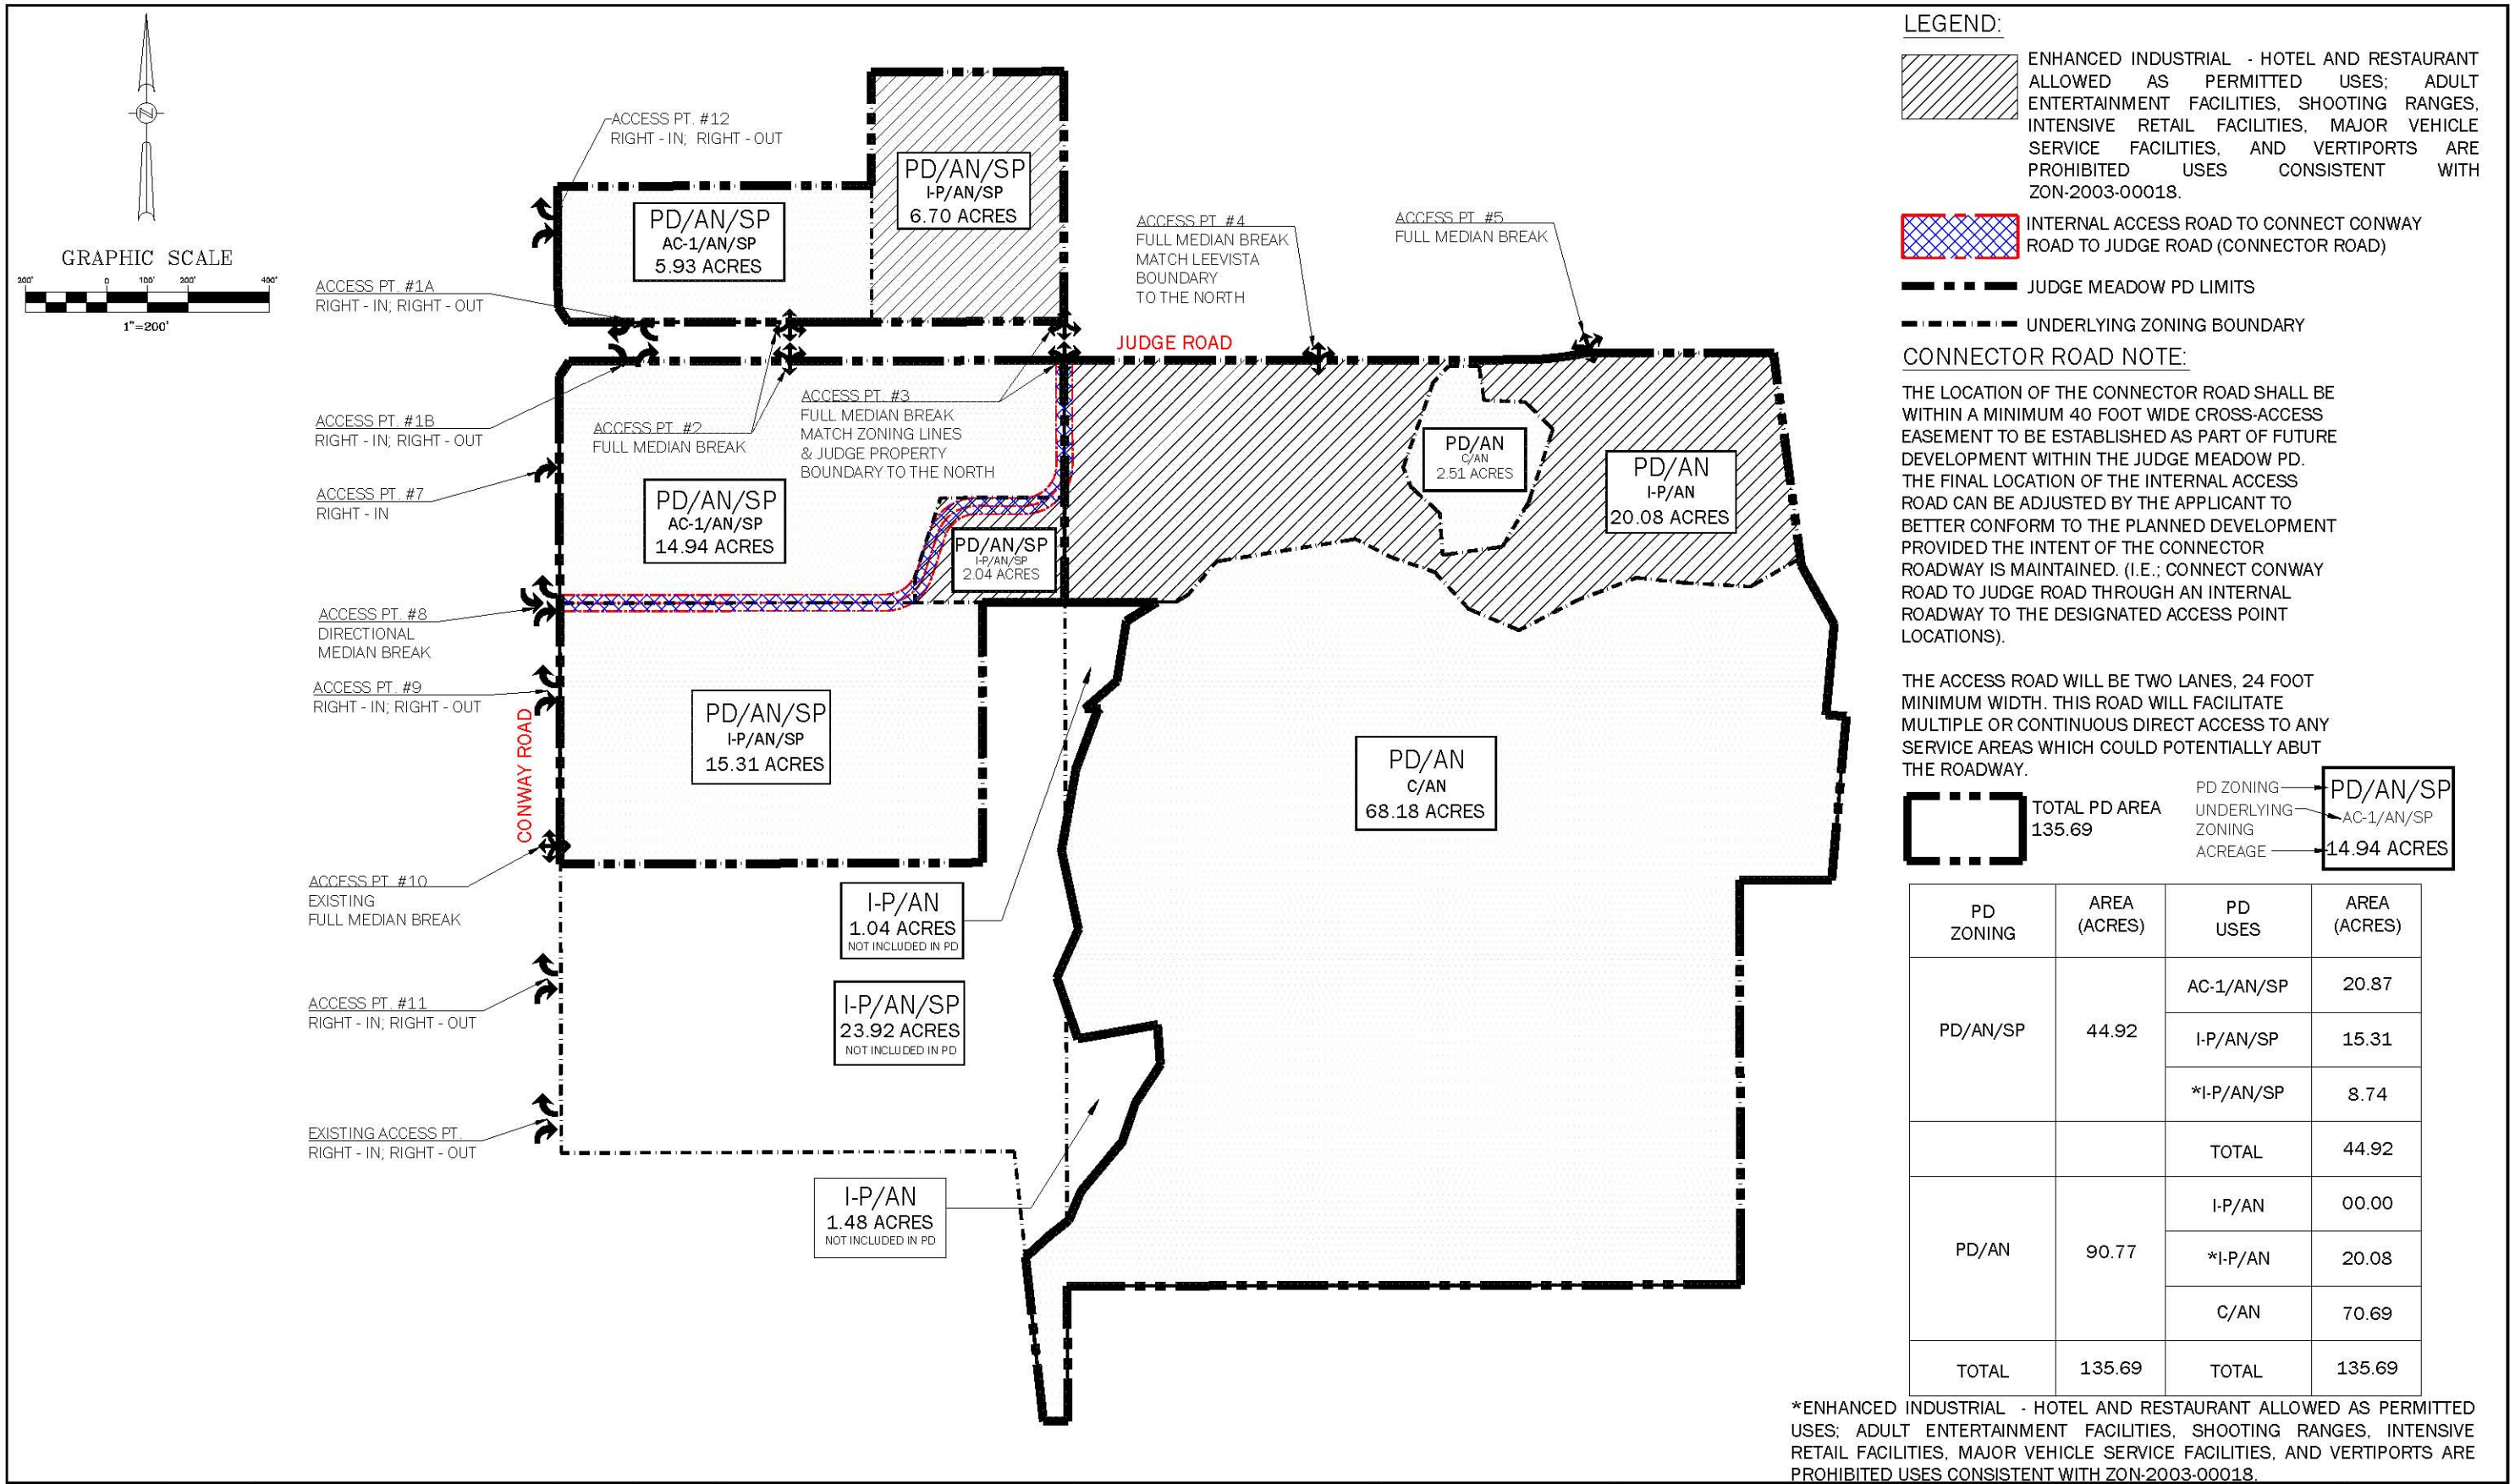 GRAPHIC SCALE
200' 0 100' 200' 400'
1"=200'
ACCESS PT. #12
RIGHT - IN; RIGHT - OUT
PD/AN/SP
I-P/AN/SP
6.70 ACRES
PD/AN/SP
AC-1/AN/SP
5.93 ACRES
ACCESS PT. #1A
RIGHT - IN; RIGHT - OUT
ACCESS PT. #4
FULL MEDIAN BREAK
MATCH LEEVISTA
BOUNDARY
TO THE NORTH
ACCESS PT. #5
FULL MEDIAN BREAK
JUDGE ROAD
ACCESS PT. #1B
RIGHT - IN; RIGHT - OUT
ACCESS PT. #2
FULL MEDIAN BREAK
ACCESS PT. #3
FULL MEDIAN BREAK
MATCH ZONING LINES
& JUDGE PROPERTY
BOUNDARY TO THE NORTH
ACCESS PT. #7
RIGHT - IN
PD/AN/SP
AC-1/AN/SP
14.94 ACRES
PD/AN/SP
I-P/AN/SP
2.04 ACRES
PD/AN
C/AN
2.51 ACRES
PD/AN
I-P/AN
20.08 ACRES
ACCESS PT. #8
DIRECTIONAL
MEDIAN BREAK
ACCESS PT. #9
RIGHT - IN; RIGHT - OUT
CONWAY ROAD
PD/AN/SP
I-P/AN/SP
15.31 ACRES
PD/AN
C/AN
68.18 ACRES
ACCESS PT. #10
EXISTING
FULL MEDIAN BREAK
I-P/AN
1.04 ACRES
NOT INCLUDED IN PD
I-P/AN/SP
23.92 ACRES
NOT INCLUDED IN PD
ACCESS PT. #11
RIGHT - IN; RIGHT - OUT
EXISTING ACCESS PT.
RIGHT - IN; RIGHT - OUT
I-P/AN
1.48 ACRES
NOT INCLUDED IN PD
LEGEND:
ENHANCED INDUSTRIAL - HOTEL AND RESTAURANT
ALLOWED AS PERMITTED USES; ADULT
ENTERTAINMENT FACILITIES, SHOOTING RANGES,
INTENSIVE RETAIL FACILITIES, MAJOR VEHICLE
SERVICE FACILITIES, AND VERTIPORTS ARE
PROHIBITED USES CONSISTENT WITH
ZON-2003-00018.
INTERNAL ACCESS ROAD TO CONNECT CONWAY
ROAD TO JUDGE ROAD (CONNECTOR ROAD)
JUDGE MEADOW PD LIMITS
UNDERLYING ZONING BOUNDARY
CONNECTOR ROAD NOTE:
THE LOCATION OF THE CONNECTOR ROAD SHALL BE
WITHIN A MINIMUM 40 FOOT WIDE CROSS-ACCESS
EASEMENT TO BE ESTABLISHED AS PART OF FUTURE
DEVELOPMENT WITHIN THE JUDGE MEADOW PD.
THE FINAL LOCATION OF THE INTERNAL ACCESS
ROAD CAN BE ADJUSTED BY THE APPLICANT TO
BETTER CONFORM TO THE PLANNED DEVELOPMENT
PROVIDED THE INTENT OF THE CONNECTOR
ROADWAY IS MAINTAINED. (I.E.; CONNECT CONWAY
ROAD TO JUDGE ROAD THROUGH AN INTERNAL
ROADWAY TO THE DESIGNATED ACCESS POINT
LOCATIONS).
THE ACCESS ROAD WILL BE TWO LANES, 24 FOOT
MINIMUM WIDTH. THIS ROAD WILL FACILITATE
MULTIPLE OR CONTINUOUS DIRECT ACCESS TO ANY
SERVICE AREAS WHICH COULD POTENTIALLY ABUT
THE ROADWAY.
TOTAL PD AREA
135.69
PD ZONING
UNDERLYING
ZONING
ACREAGE
PD/AN/SP
AC-1/AN/SP
14.94 ACRES
PD ZONING AREA (ACRES) PD USES AREA (ACRES)
PD/AN/SP 44.92 AC-1/AN/SP 20.87
I-P/AN/SP 15.31
*I-P/AN/SP 8.74
TOTAL 44.92
PD/AN 90.77 I-P/AN 00.00
*I-P/AN 20.08
C/AN 70.69
TOTAL 135.69 TOTAL 135.69
*ENHANCED INDUSTRIAL - HOTEL AND RESTAURANT ALLOWED AS PERMITTED
USES; ADULT ENTERTAINMENT FACILITIES, SHOOTING RANGES, INTENSIVE
RETAIL FACILITIES, MAJOR VEHICLE SERVICE FACILITIES, AND VERTIPORTS ARE
PROHIBITED USES CONSISTENT WITH ZON-2003-00018.